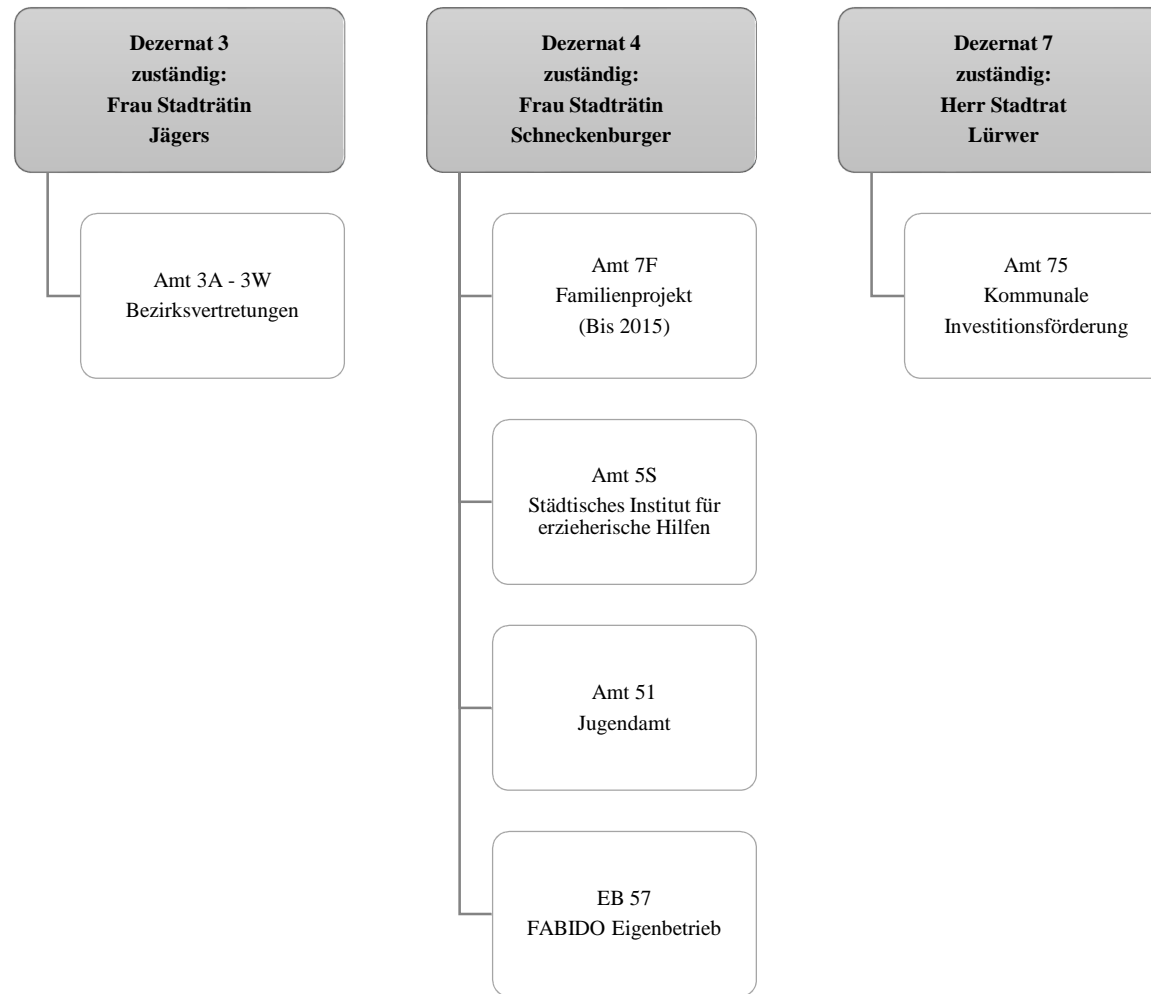 Dezernat 3
zuständig:
Frau Stadträtin
Jägers
Amt 3A - 3W
Bezirksvertretungen
Dezernat 4
zuständig:
Frau Stadträtin
Schneckenburger
Amt 7F
Familienprojekt
(Bis 2015)
Amt 5S
Städtisches Institut für
erzieherische Hilfen
Amt 51
Jugendamt
EB 57
FABIDO Eigenbetrieb
Dezernat 7
zuständig:
Herr Stadtrat
Lürwer
Amt 75
Kommunale
Investitionsförderung